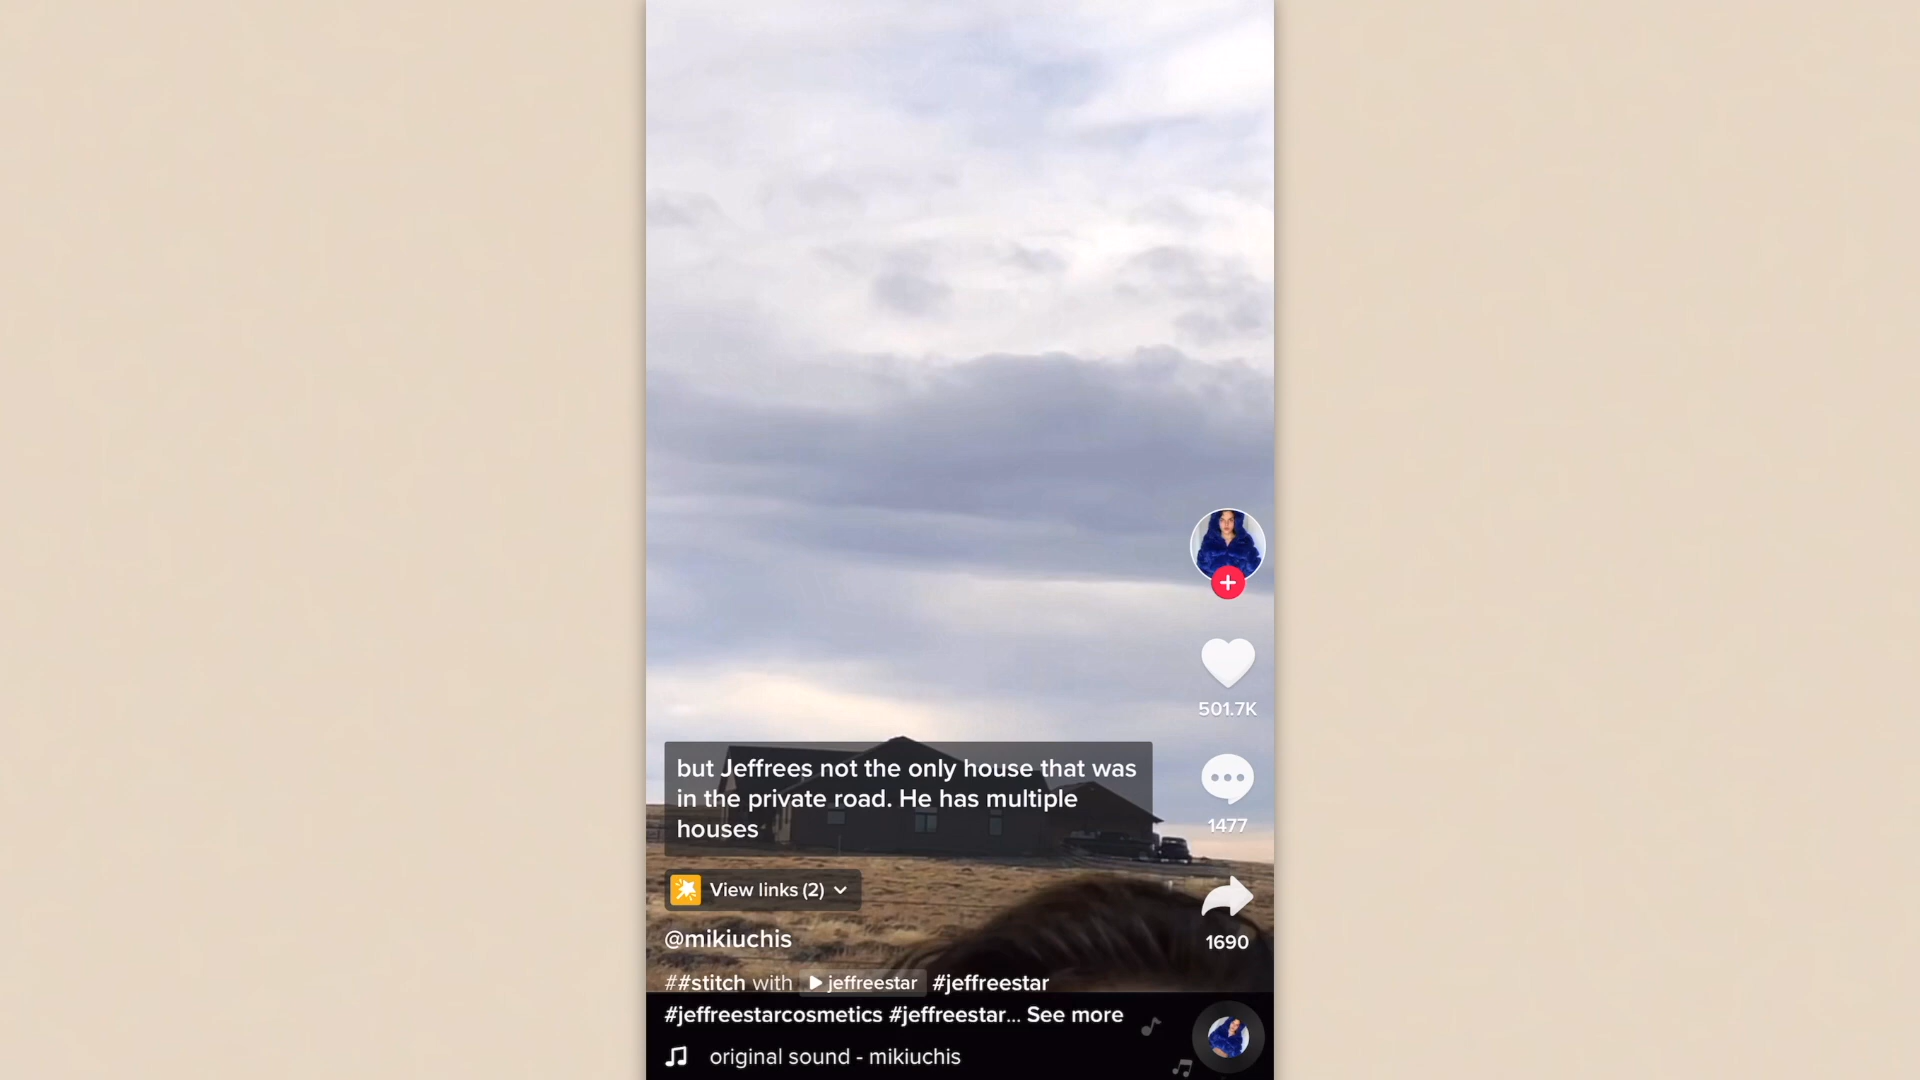 501.7K
but Jeffrees not the only house that was
in the private road. He has multiple
houses
1477
View links (2)
@mikiuchis
1690
##stitch with jeffreestar #jeffreestar
#jeffreestarcosmetics #jeffreestar... See more
original sound - mikiuchis